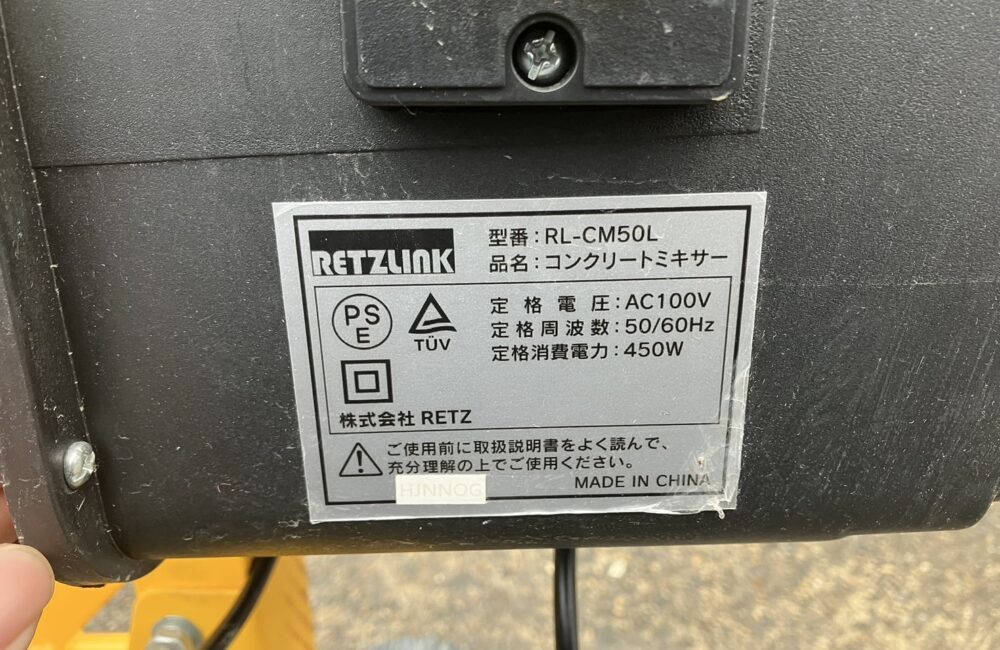 RETZLINK
型番:RL-CM50L
品名:コンクリートミキサー
PS
E
TÜV
定格電圧:AC100V
定格周波数:50/60Hz
定格消費電力:450W
株式会社 RETZ
ご使用前に取扱説明書をよく読んで、
充分理解の上でご使用ください。
HJNNOG
MADE IN CHINA